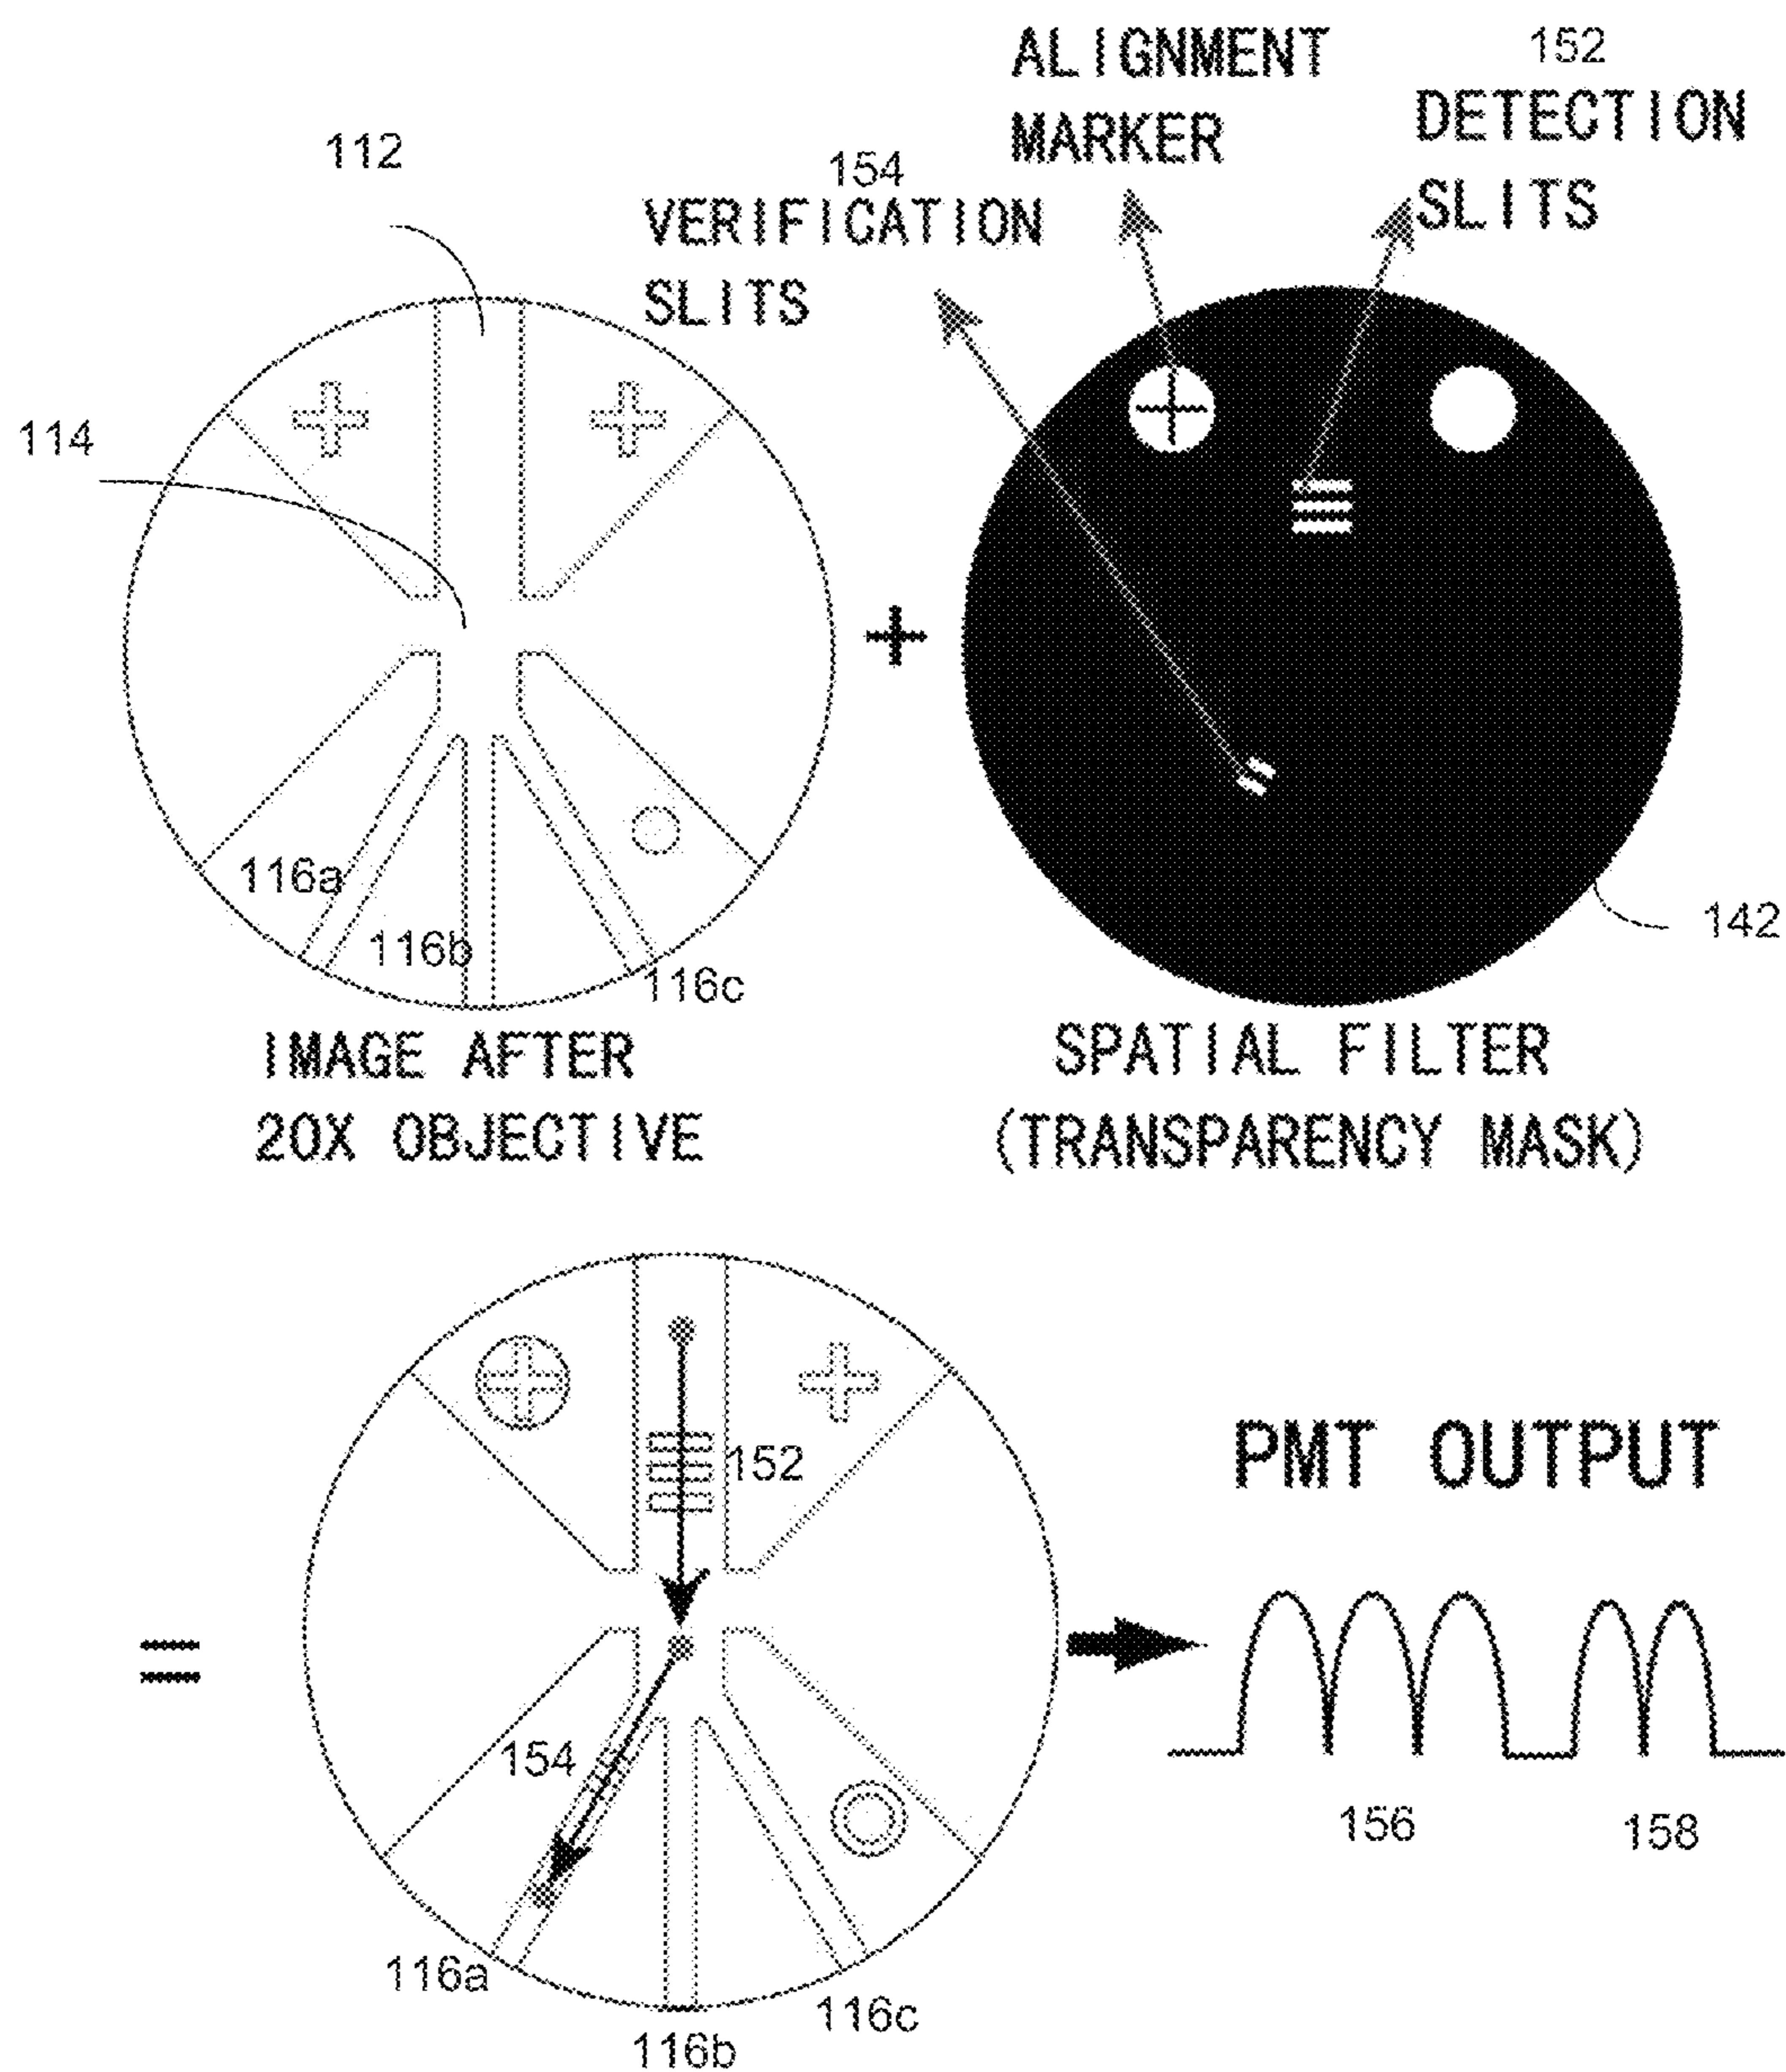 ALIGNMENT
MARKER
152
DETECTION
SLITS
112
154
VERIFICATION
SLITS
114
+
116a
116b
116c
142
IMAGE AFTER
20X OBJECTIVE
SPATIAL FILTER
(TRANSPARENCY MASK)
152
PMT OUTPUT
=
154
156
158
116a
116b
116c